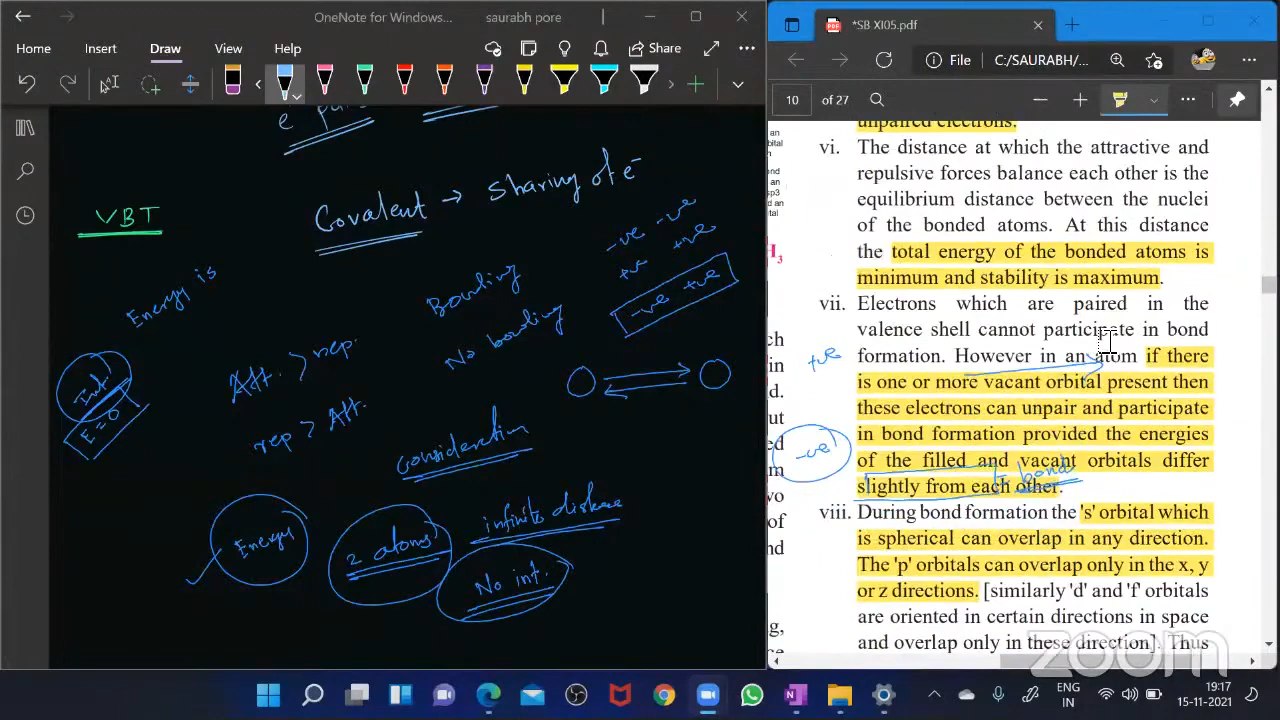 OneNote for Windows...
saurabh pore
Home
Insert
Draw
View
Help
Share
VBT
Covalent → sharing of e⁻
Energy is
Bonding
No bonding
-ve -ve
+ve +ve
-ve +ve
Int.
E=0
Att. > rep.
rep > Att.
consideration
Energy
2 atoms
infinite distance
No int.
*SB XI05.pdf
File
C:/SAURABH/...
10
of 27
unpaired electrons.
vi. The distance at which the attractive and
repulsive forces balance each other is the
equilibrium distance between the nuclei
of the bonded atoms. At this distance
the total energy of the bonded atoms is
minimum and stability is maximum.
vii. Electrons which are paired in the
valence shell cannot participate in bond
formation. However in an atom if there
is one or more vacant orbital present then
these electrons can unpair and participate
in bond formation provided the energies
of the filled and vacant orbitals differ
slightly from each other.
+ve
-ve
bond
viii. During bond formation the 's' orbital which
is spherical can overlap in any direction.
The 'p' orbitals can overlap only in the x, y
or z directions. [similarly 'd' and 'f' orbitals
are oriented in certain directions in space
and overlap only in these direction]. Thus
zoom
ENG
IN
19:17
15-11-2021